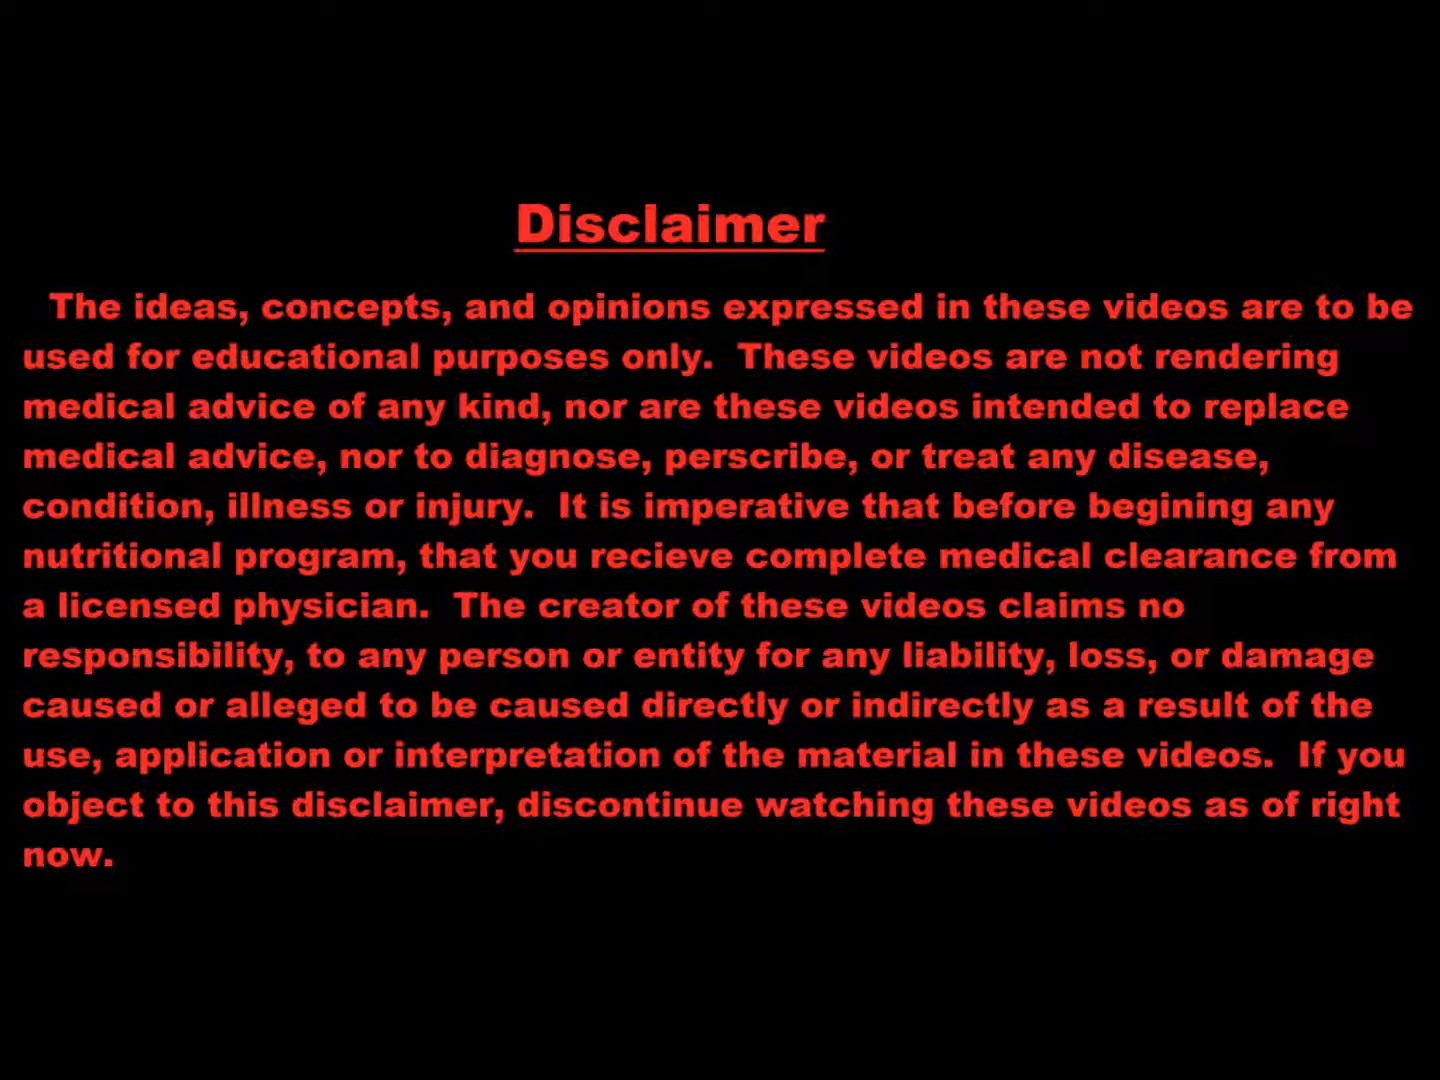 Disclaimer
The ideas, concepts, and opinions expressed in these videos are to be
used for educational purposes only.  These videos are not rendering
medical advice of any kind, nor are these videos intended to replace
medical advice, nor to diagnose, perscribe, or treat any disease,
condition, illness or injury.  It is imperative that before begining any
nutritional program, that you recieve complete medical clearance from
a licensed physician.  The creator of these videos claims no
responsibility, to any person or entity for any liability, loss, or damage
caused or alleged to be caused directly or indirectly as a result of the
use, application or interpretation of the material in these videos.  If you
object to this disclaimer, discontinue watching these videos as of right
now.